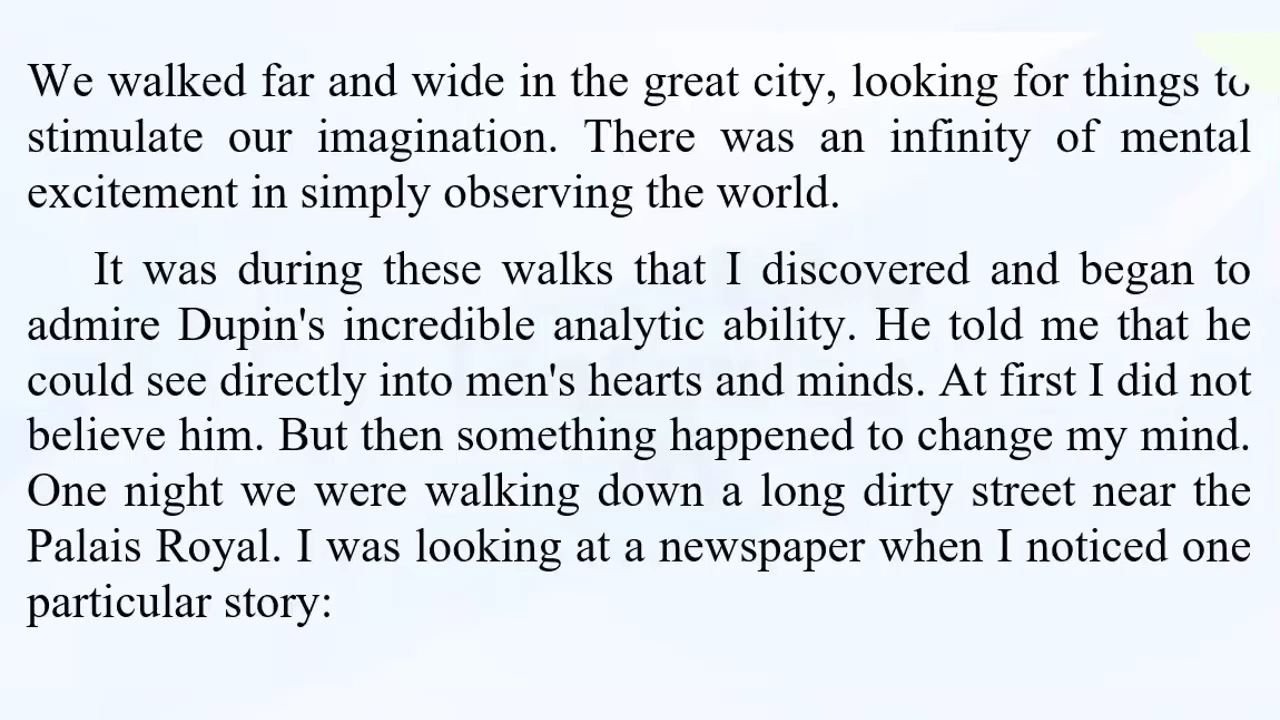 We walked far and wide in the great city, looking for things to
stimulate our imagination. There was an infinity of mental
excitement in simply observing the world.
It was during these walks that I discovered and began to
admire Dupin's incredible analytic ability. He told me that he
could see directly into men's hearts and minds. At first I did not
believe him. But then something happened to change my mind.
One night we were walking down a long dirty street near the
Palais Royal. I was looking at a newspaper when I noticed one
particular story: